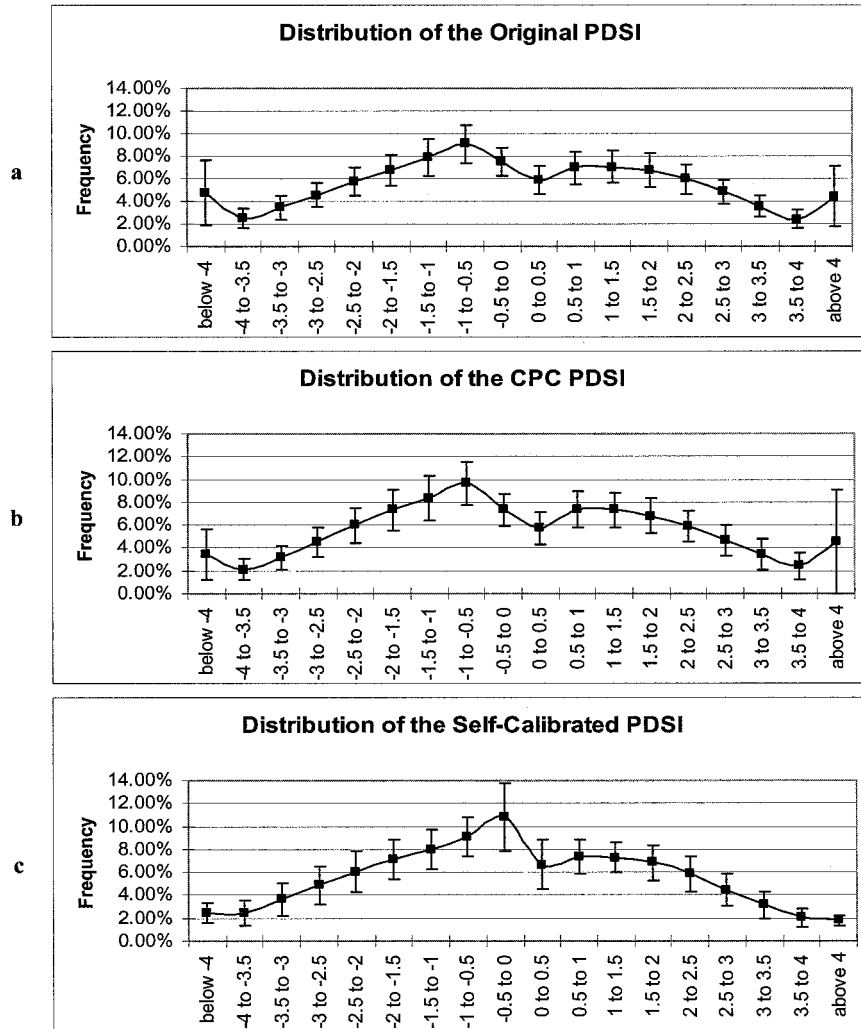 a
Distribution of the Original PDSI
Frequency
14.00%
12.00%
10.00%
8.00%
6.00%
4.00%
2.00%
0.00%
below -4
-4 to -3.5
-3.5 to -3
-3 to -2.5
-2.5 to -2
-2 to -1.5
-1.5 to -1
-1 to -0.5
-0.5 to 0
0 to 0.5
0.5 to 1
1 to 1.5
1.5 to 2
2 to 2.5
2.5 to 3
3 to 3.5
3.5 to 4
above 4
b
Distribution of the CPC PDSI
Frequency
14.00%
12.00%
10.00%
8.00%
6.00%
4.00%
2.00%
0.00%
below -4
-4 to -3.5
-3.5 to -3
-3 to -2.5
-2.5 to -2
-2 to -1.5
-1.5 to -1
-1 to -0.5
-0.5 to 0
0 to 0.5
0.5 to 1
1 to 1.5
1.5 to 2
2 to 2.5
2.5 to 3
3 to 3.5
3.5 to 4
above 4
c
Distribution of the Self-Calibrated PDSI
Frequency
14.00%
12.00%
10.00%
8.00%
6.00%
4.00%
2.00%
0.00%
below -4
-4 to -3.5
-3.5 to -3
-3 to -2.5
-2.5 to -2
-2 to -1.5
-1.5 to -1
-1 to -0.5
-0.5 to 0
0 to 0.5
0.5 to 1
1 to 1.5
1.5 to 2
2 to 2.5
2.5 to 3
3 to 3.5
3.5 to 4
above 4